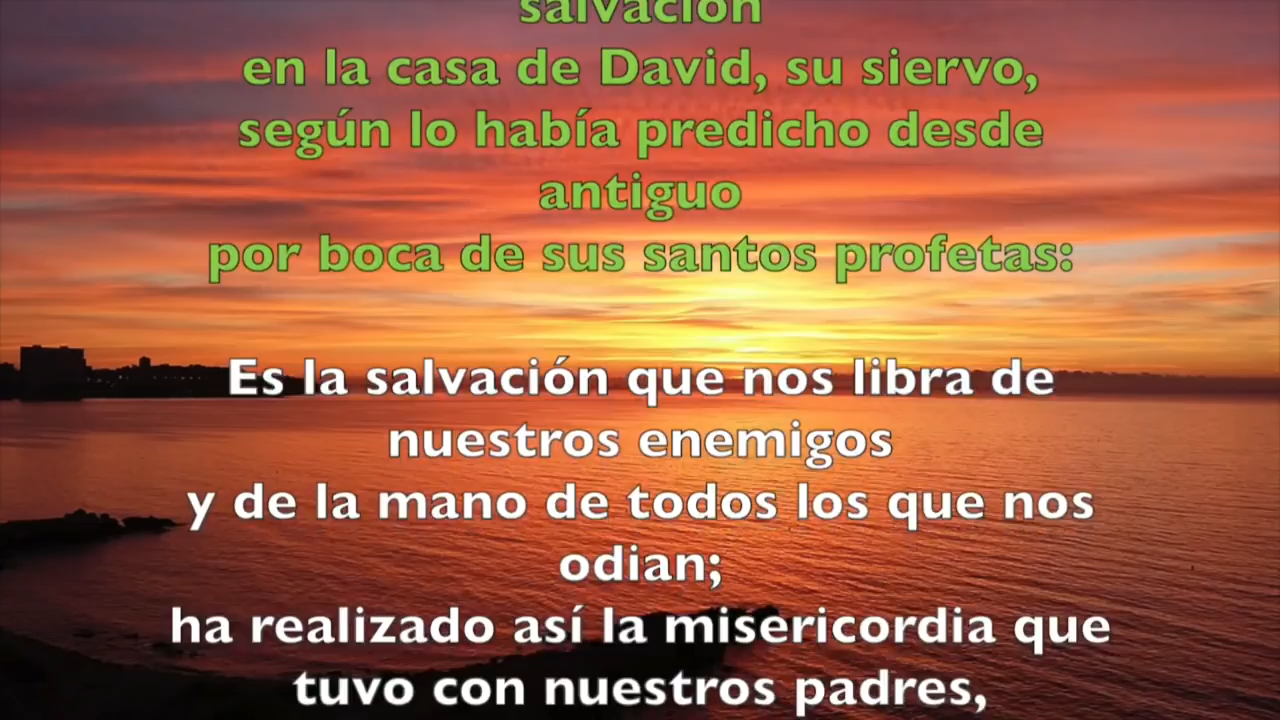 salvación
en la casa de David, su siervo,
según lo había predicho desde
antiguo
por boca de sus santos profetas:
Es la salvación que nos libra de
nuestros enemigos
y de la mano de todos los que nos
odian;
ha realizado así la misericordia que
tuvo con nuestros padres,